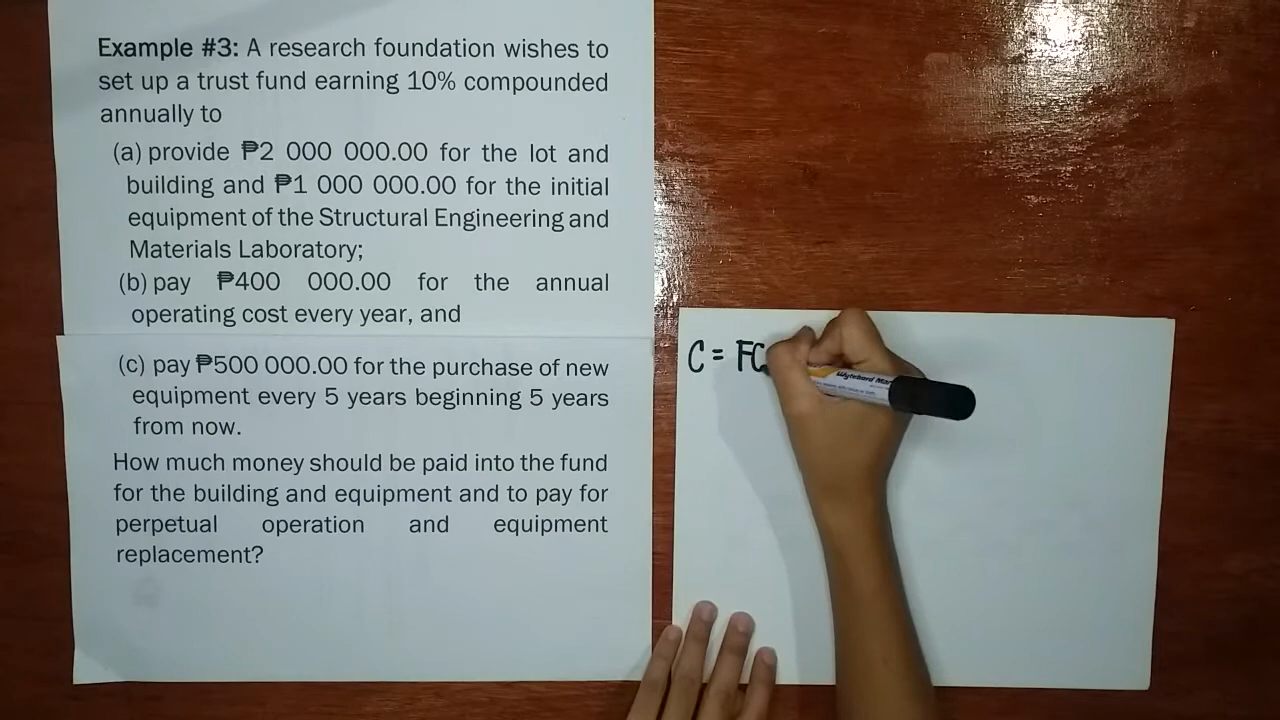 Example #3: A research foundation wishes to
set up a trust fund earning 10% compounded
annually to
(a) provide ₱2 000 000.00 for the lot and
building and ₱1 000 000.00 for the initial
equipment of the Structural Engineering and
Materials Laboratory;
(b) pay ₱400 000.00 for the annual
operating cost every year, and
(c) pay ₱500 000.00 for the purchase of new
equipment every 5 years beginning 5 years
from now.
How much money should be paid into the fund
for the building and equipment and to pay for
perpetual operation and equipment
replacement?
C = FC
Wytebord